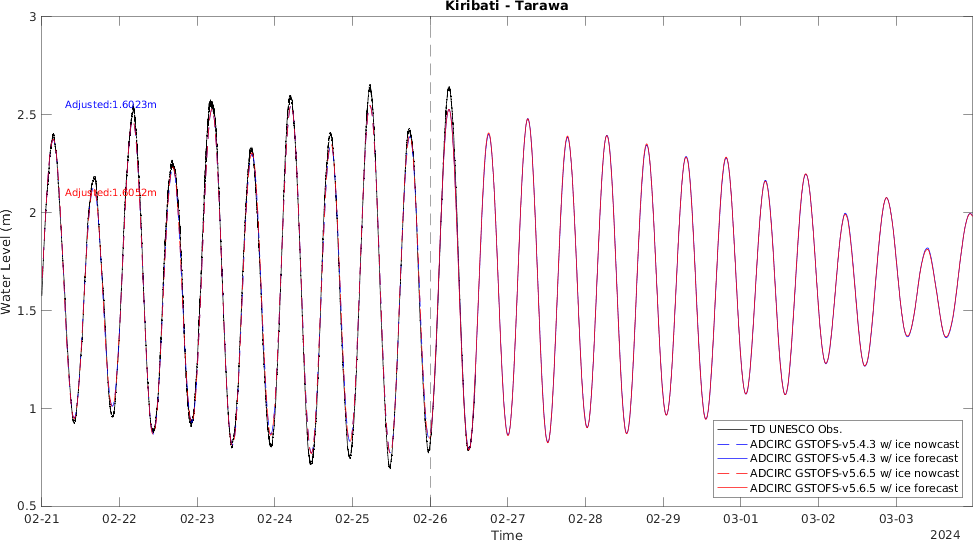 Kiribati - Tarawa
3
2.5
2
1.5
1
0.5
Water Level (m)
Adjusted:1.6023m
Adjusted:1.6052m
TD UNESCO Obs.
ADCIRC GSTOFS-v5.4.3 w/ ice nowcast
ADCIRC GSTOFS-v5.4.3 w/ ice forecast
ADCIRC GSTOFS-v5.6.5 w/ ice nowcast
ADCIRC GSTOFS-v5.6.5 w/ ice forecast
02-21 02-22 02-23 02-24 02-25 02-26 02-27 02-28 02-29 03-01 03-02 03-03
Time
2024